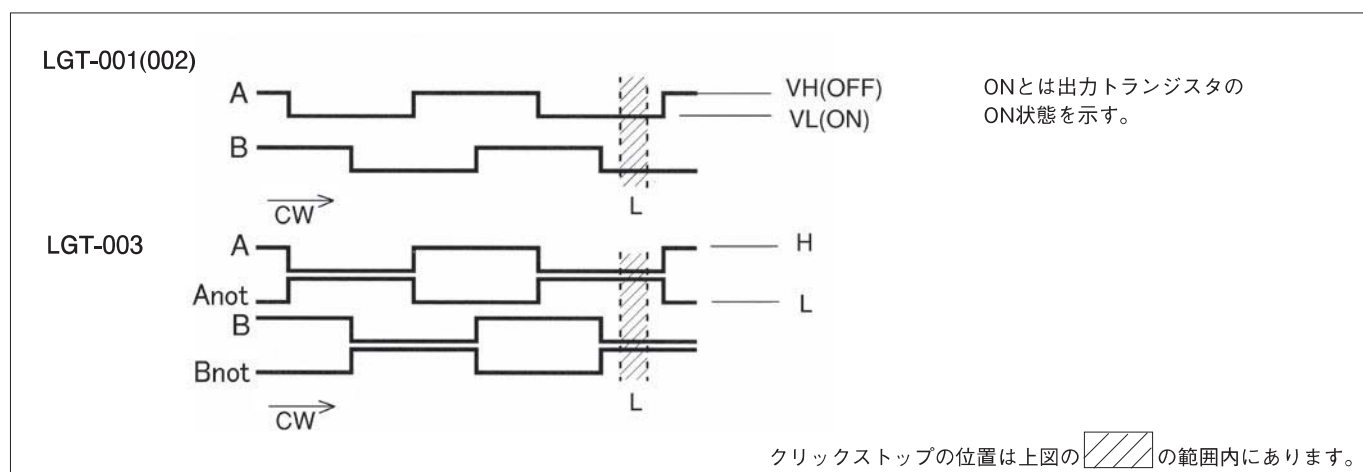 LGT-001(002)
A
VH(OFF)
VL(ON)
ONとは出力トランジスタの
ON状態を示す。
B
CW
L
LGT-003
A
H
Anot
L
B
Bnot
CW
L
クリックストップの位置は上図の の範囲内にあります。